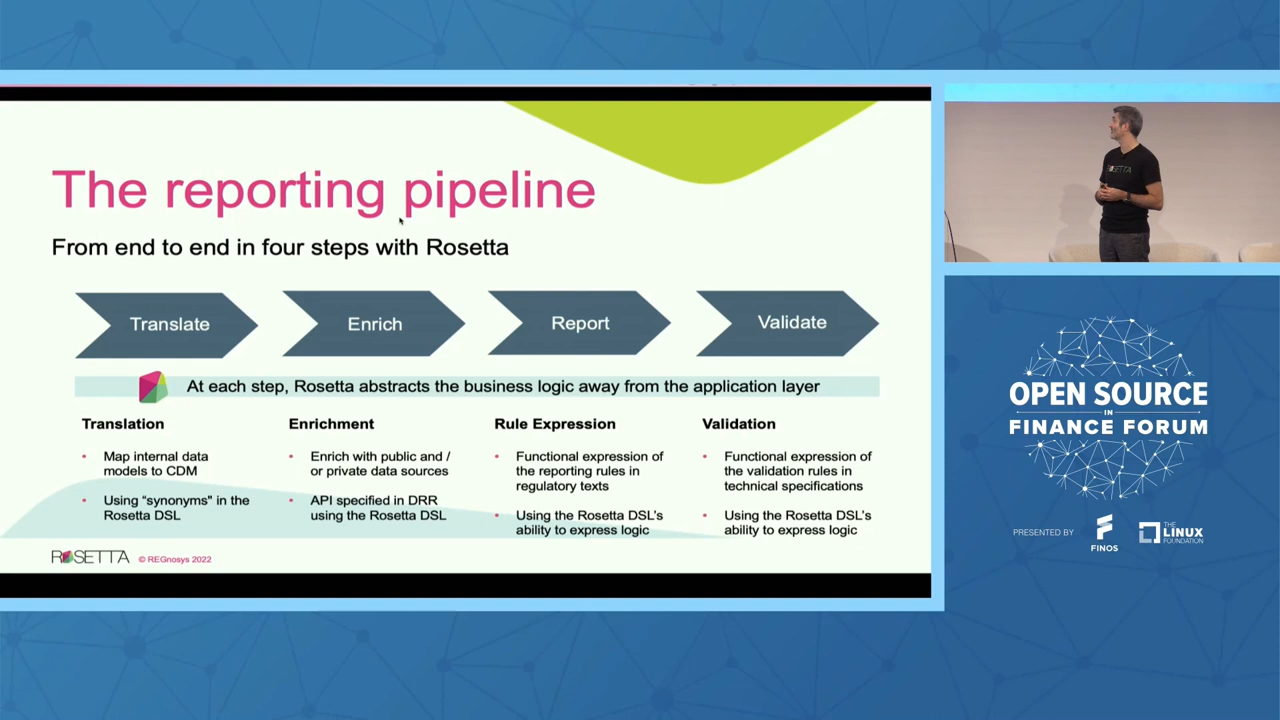 The reporting pipeline
From end to end in four steps with Rosetta
Translate
Enrich
Report
Validate
At each step, Rosetta abstracts the business logic away from the application layer
Translation
• Map internal data
models to CDM
• Using “synonyms" in the
Rosetta DSL
Enrichment
• Enrich with public and /
or private data sources
• API specified in DRR
using the Rosetta DSL
Rule Expression
• Functional expression of
the reporting rules in
regulatory texts
• Using the Rosetta DSL's
ability to express logic
Validation
• Functional expression of
the validation rules in
technical specifications
• Using the Rosetta DSL's
ability to express logic
ROSETTA © REGnosys 2022
ROSETTA
OPEN SOURCE
IN
FINANCE FORUM
PRESENTED BY
FINOS
THE
LINUX
FOUNDATION